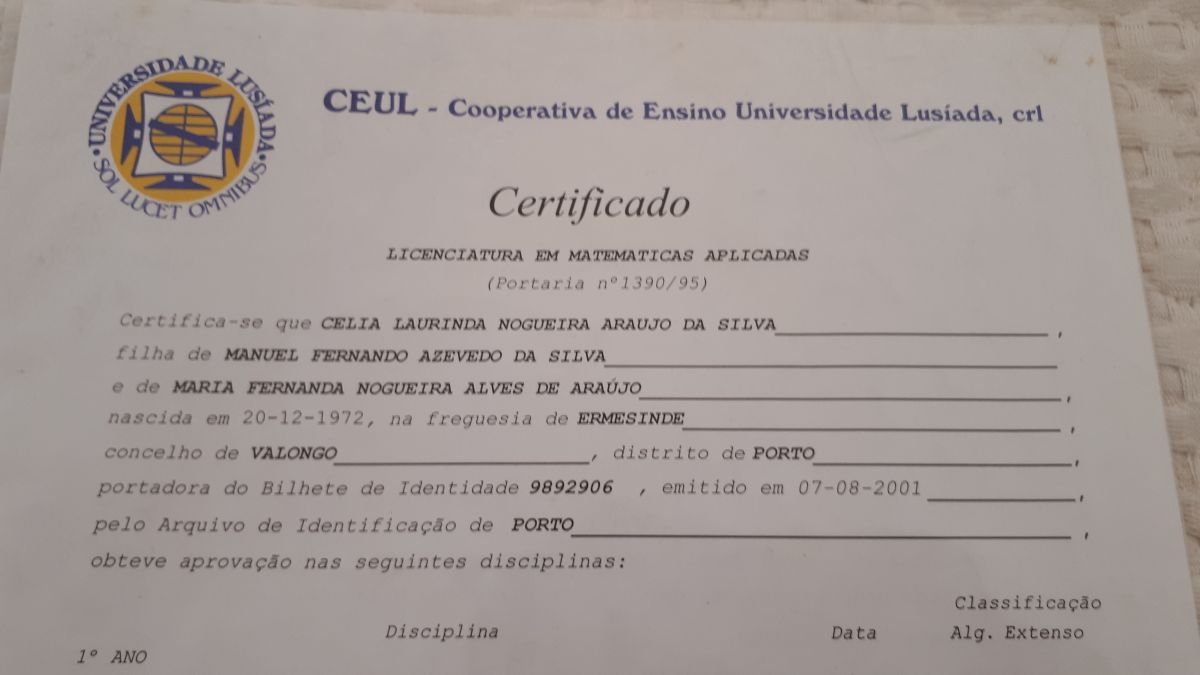 UNIVERSIDADE LUSÍADA
SOL LUCET OMNIBUS
CEUL - Cooperativa de Ensino Universidade Lusíada, crl
Certificado
LICENCIATURA EM MATEMATICAS APLICADAS
(Portaria nº1390/95)
Certifica-se que CELIA LAURINDA NOGUEIRA ARAUJO DA SILVA,
filha de MANUEL FERNANDO AZEVEDO DA SILVA
e de MARIA FERNANDA NOGUEIRA ALVES DE ARAÚJO,
nascida em 20-12-1972, na freguesia de ERMESINDE,
concelho de VALONGO, distrito de PORTO,
portadora do Bilhete de Identidade 9892906 , emitido em 07-08-2001,
pelo Arquivo de Identificação de PORTO,
obteve aprovação nas seguintes disciplinas:
Classificação
Disciplina Data Alg. Extenso
1º ANO